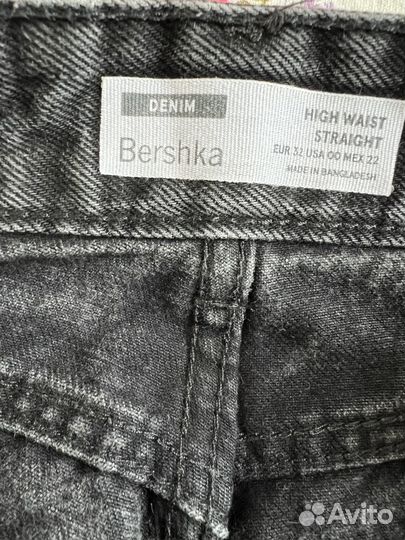 DENIM
Bershka
HIGH WAIST
STRAIGHT
EUR 32 USA 00 MEX 22
MADE IN BANGLADESH
Avito